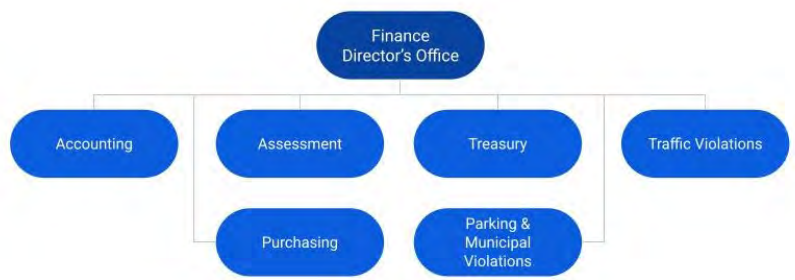 Finance
Director's Office
Accounting
Assessment
Treasury
Traffic Violations
Purchasing
Parking &
Municipal
Violations